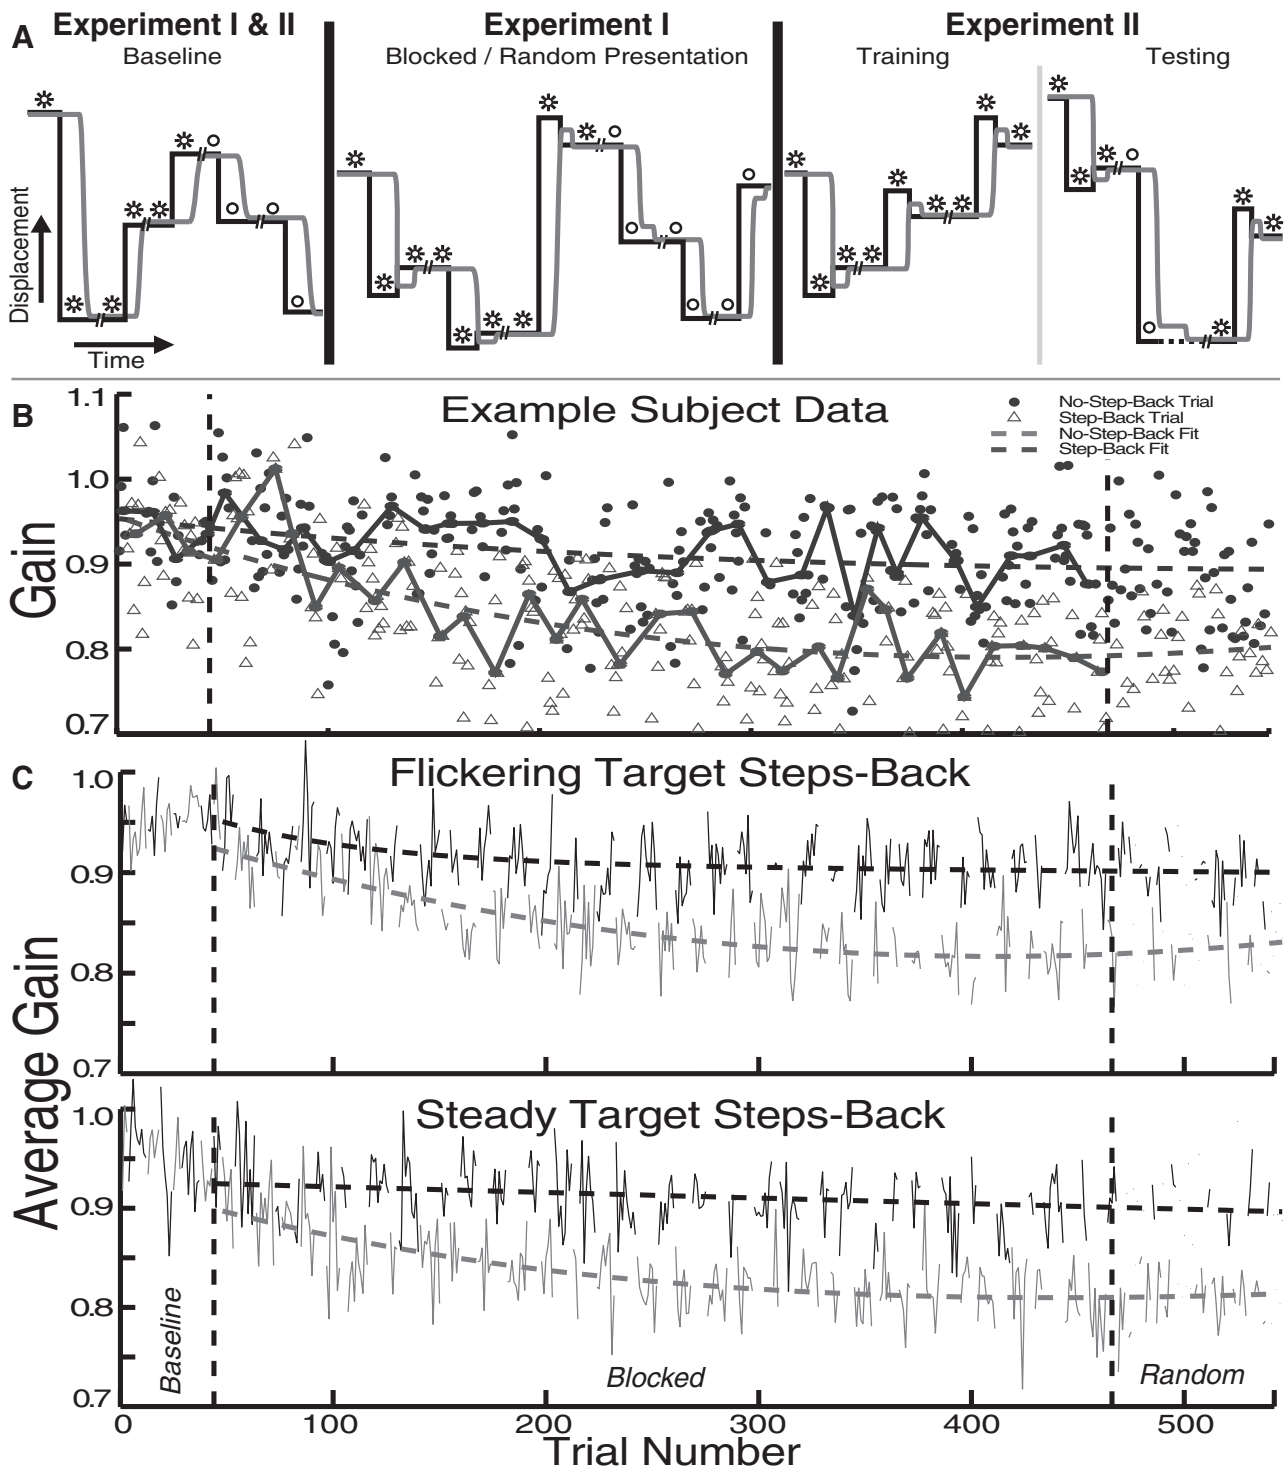 A
Experiment I & II
Baseline
Experiment I
Blocked / Random Presentation
Experiment II
Training
Testing
Displacement
Time
B
Example Subject Data
No-Step-Back Trial
Step-Back Trial
No-Step-Back Fit
Step-Back Fit
Gain
1.1
1.0
0.9
0.8
0.7
C
Flickering Target Steps-Back
1.0
0.9
0.8
0.7
Average Gain
Steady Target Steps-Back
1.0
0.9
0.8
0.7
Baseline
Blocked
Random
0 100 200 300 400 500
Trial Number